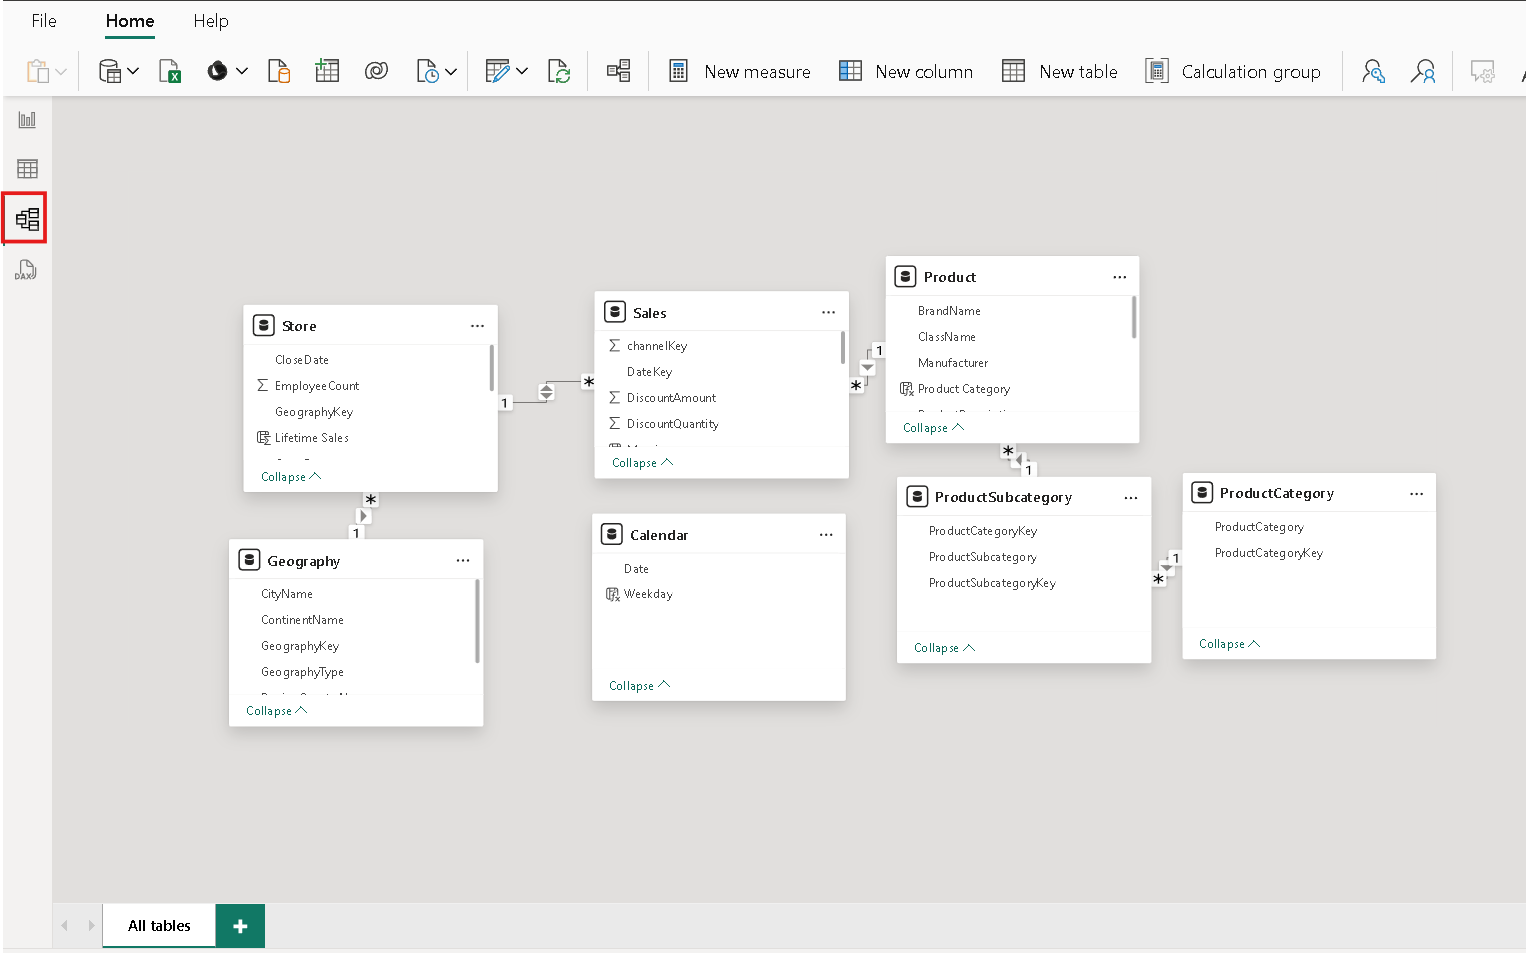 File Home Help
New measure New column New table Calculation group
DAX
Store
CloseDate
EmployeeCount
GeographyKey
Lifetime Sales
Collapse
1
*
Sales
channelKey
DateKey
DiscountAmount
DiscountQuantity
Collapse
*
1
Product
BrandName
ClassName
Manufacturer
Product Category
Collapse
*
1
*
1
Geography
CityName
ContinentName
GeographyKey
GeographyType
Collapse
Calendar
Date
Weekday
Collapse
ProductSubcategory
ProductCategoryKey
ProductSubcategory
ProductSubcategoryKey
Collapse
*
1
ProductCategory
ProductCategory
ProductCategoryKey
Collapse
All tables +